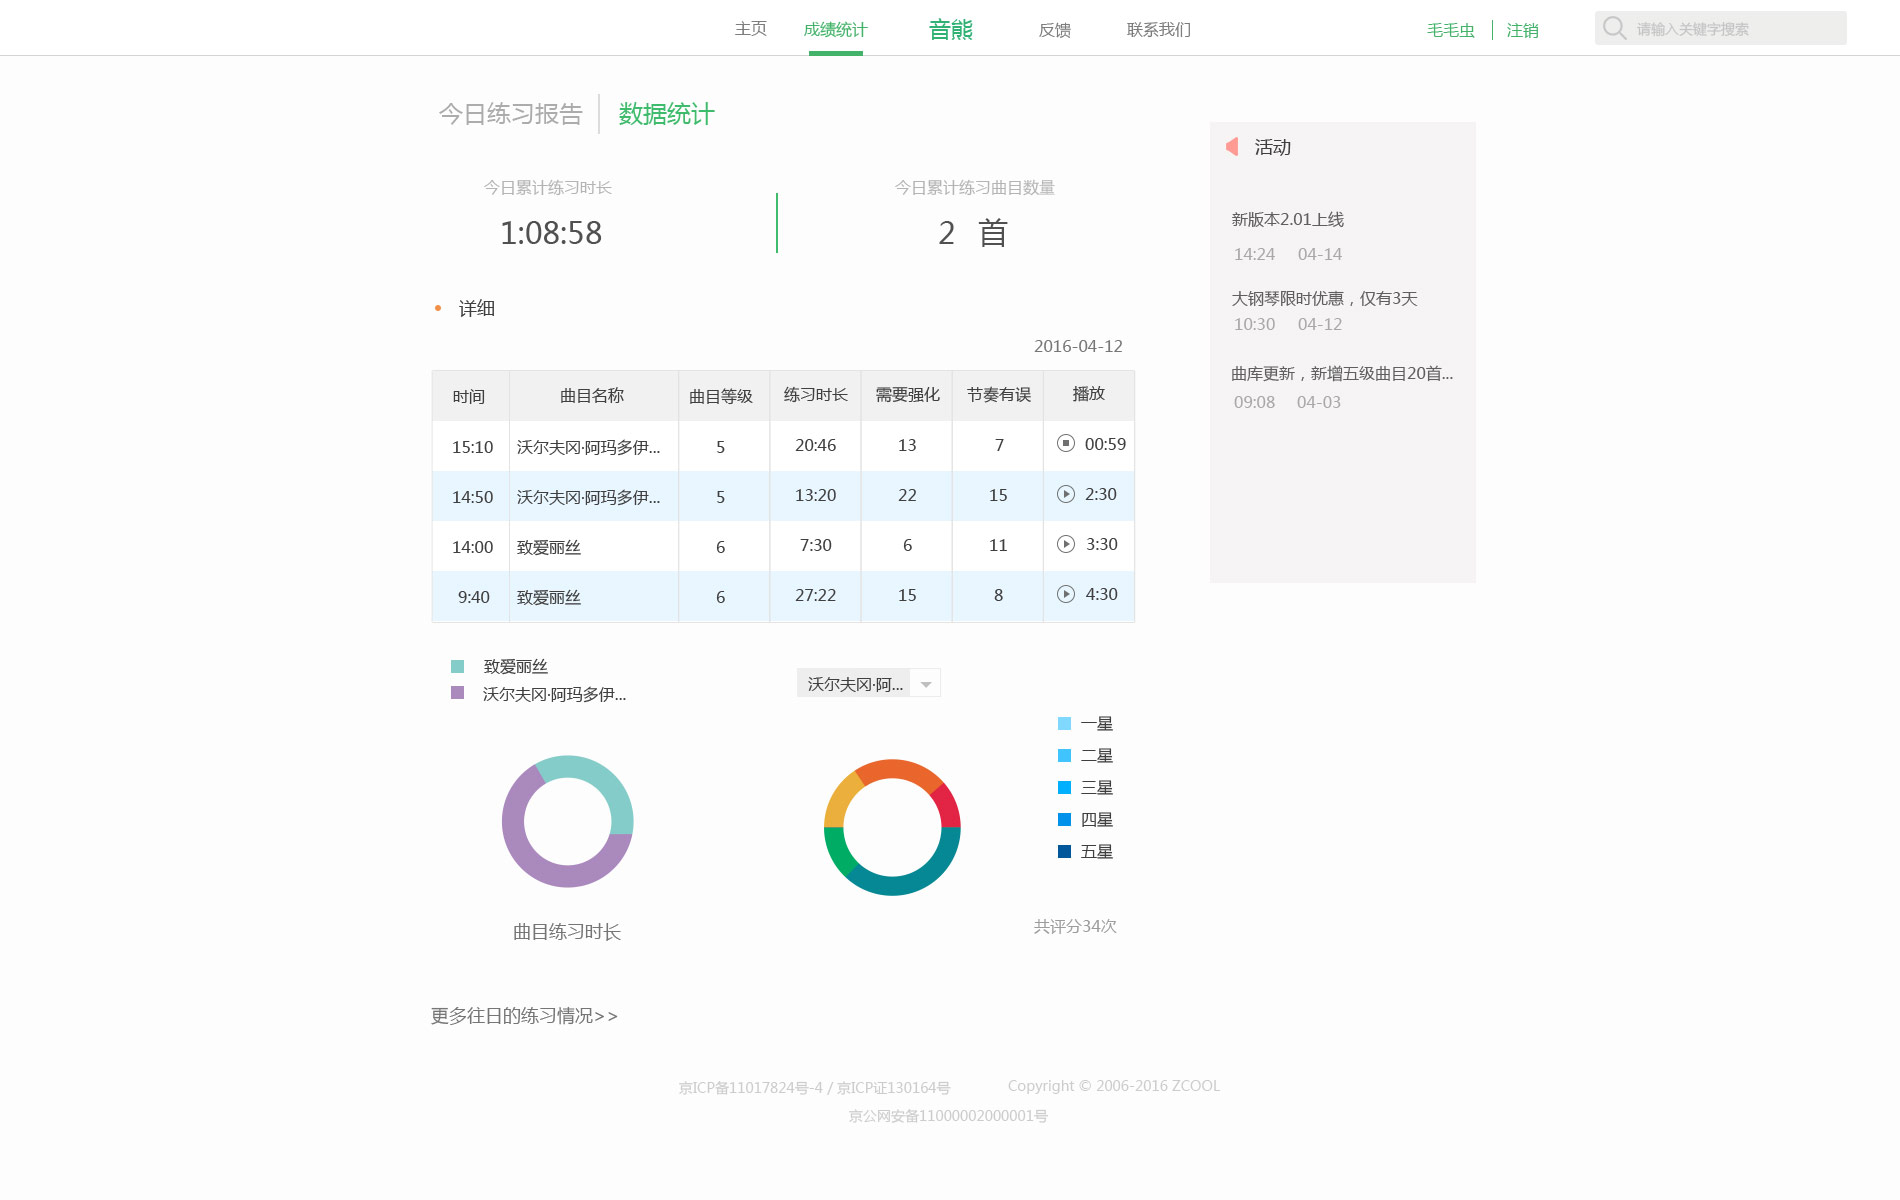 主页 成绩统计 音熊 反馈 联系我们 毛毛虫 注销 请输入关键字搜索
今日练习报告 数据统计
活动
今日累计练习时长 今日累计练习曲目数量
1:08:58 2 首
新版本2.01上线
14:24 04-14
大钢琴限时优惠，仅有3天
10:30 04-12
曲库更新，新增五级曲目20首...
09:08 04-03
详细
2016-04-12
时间 曲目名称 曲目等级 练习时长 需要强化 节奏有误 播放
15:10 沃尔夫冈·阿玛多伊... 5 20:46 13 7 00:59
14:50 沃尔夫冈·阿玛多伊... 5 13:20 22 15 2:30
14:00 致爱丽丝 6 7:30 6 11 3:30
9:40 致爱丽丝 6 27:22 15 8 4:30
致爱丽丝
沃尔夫冈·阿玛多伊...
沃尔夫冈·阿...
一星
二星
三星
四星
五星
曲目练习时长
共评分34次
更多往日的练习情况>>
京ICP备11017824号-4 / 京ICP证130164号 Copyright © 2006-2016 ZCOOL
京公网安备11000002000001号